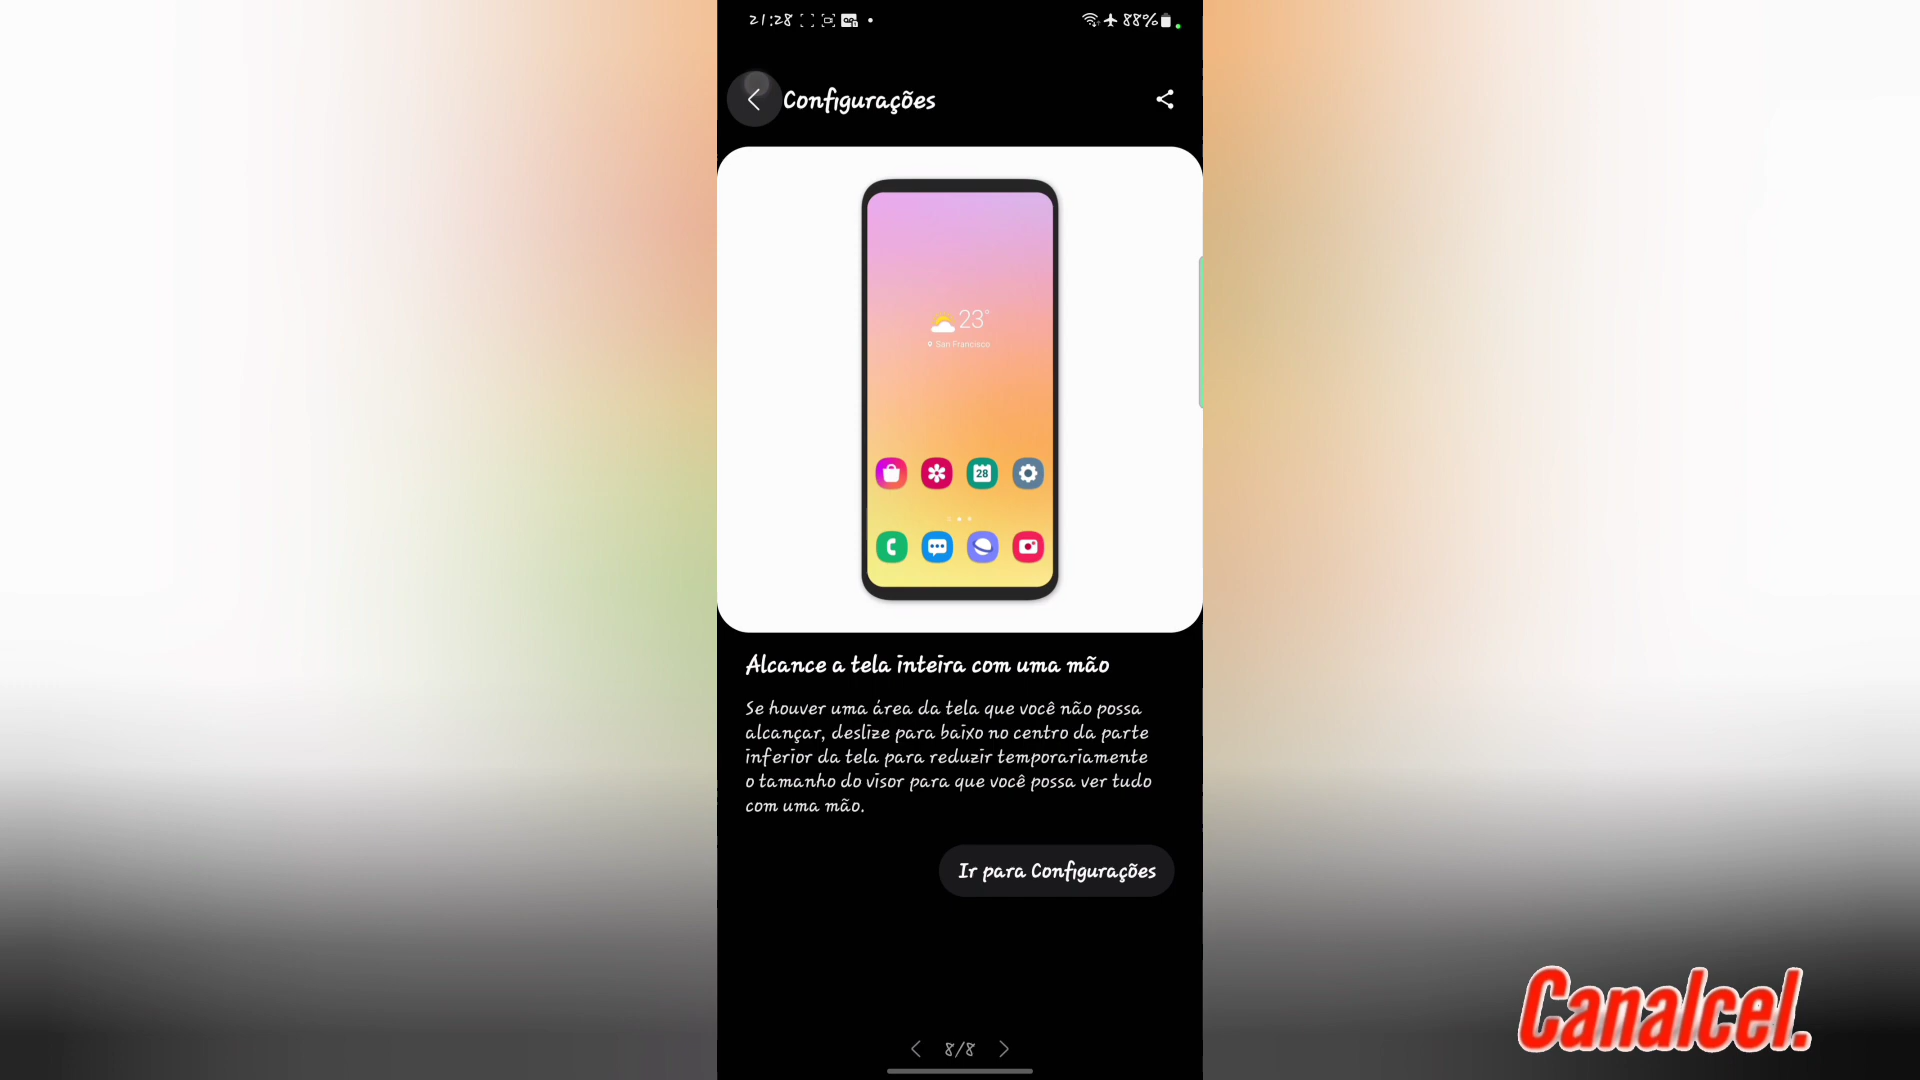 21:28
88%
Configurações
23°
San Francisco
28
Alcance a tela inteira com uma mão
Se houver uma área da tela que você não possa
alcançar, deslize para baixo no centro da parte
inferior da tela para reduzir temporariamente
o tamanho do visor para que você possa ver tudo
com uma mão.
Ir para Configurações
8/8
Canalcel.